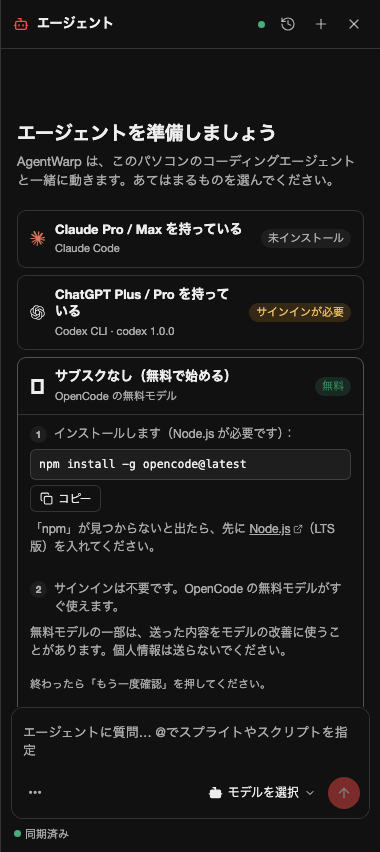 エージェント
エージェントを準備しましょう
AgentWarp は、このパソコンのコーディングエージェント
と一緒に動きます。あてはまるものを選んでください。
Claude Pro / Max を持っている
未インストール
Claude Code
ChatGPT Plus / Pro を持って
いる
サインインが必要
Codex CLI · codex 1.0.0
サブスクなし（無料で始める）
無料
OpenCode の無料モデル
1 インストールします（Node.js が必要です）：
npm install -g opencode@latest
コピー
「npm」が見つからないと出たら、先に Node.js（LTS
版）を入れてください。
2 サインインは不要です。OpenCode の無料モデルがす
ぐ使えます。
無料モデルの一部は、送った内容をモデルの改善に使うこ
とがあります。個人情報は送らないでください。
終わったら「もう一度確認」を押してください。
エージェントに質問... @でスプライトやスクリプトを指
定
モデルを選択
同期済み